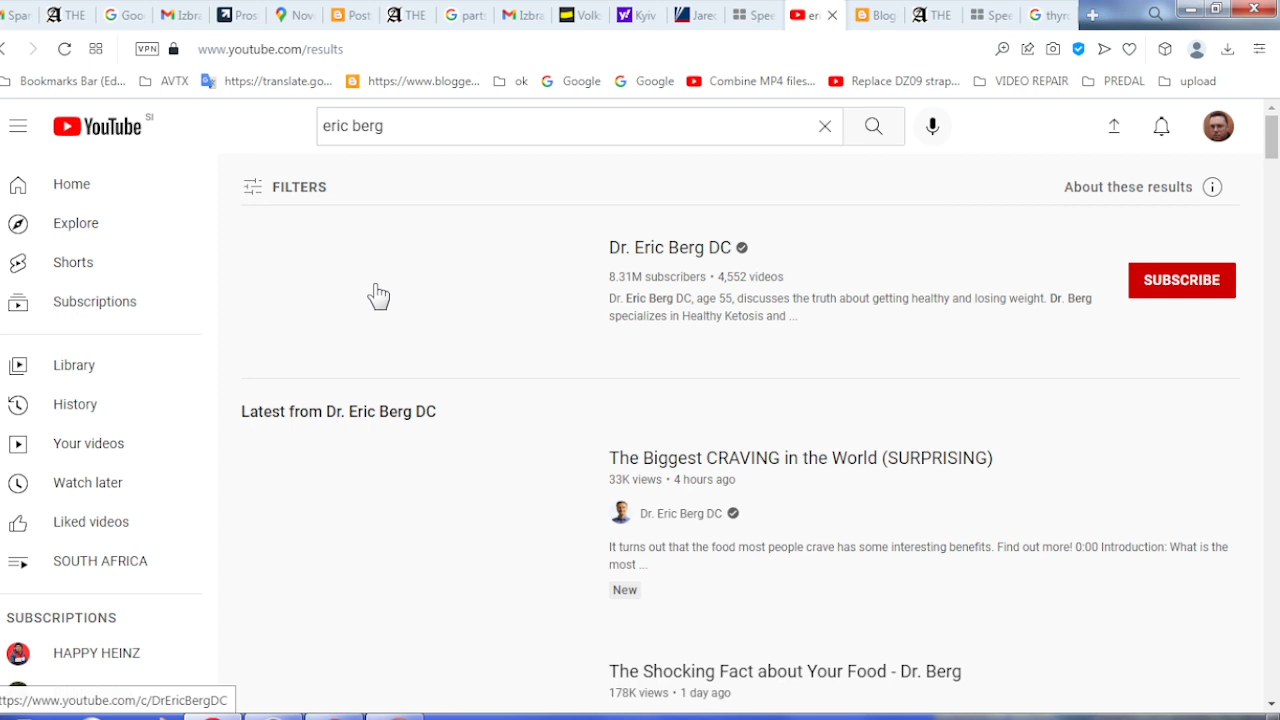 Spar
THE
Goo
Izbra
Pros
Nov
Post
THE
part
Izbra
Volk
Kyiv
Jare
Spee
er
Blog
THE
Spee
thyro
VPN
www.youtube.com/results
Bookmarks Bar (Ed...
AVTX
https://translate.go...
https://www.blogge...
ok
Google
Google
Combine MP4 files...
Replace DZ09 strap...
VIDEO REPAIR
PREDAL
upload
YouTube SI
eric berg
Home
Explore
Shorts
Subscriptions
Library
History
Your videos
Watch later
Liked videos
SOUTH AFRICA
SUBSCRIPTIONS
HAPPY HEINZ
FILTERS
About these results
Dr. Eric Berg DC
8.31M subscribers • 4,552 videos
Dr. Eric Berg DC, age 55, discusses the truth about getting healthy and losing weight. Dr. Berg
specializes in Healthy Ketosis and ...
SUBSCRIBE
Latest from Dr. Eric Berg DC
The Biggest CRAVING in the World (SURPRISING)
33K views • 4 hours ago
Dr. Eric Berg DC
It turns out that the food most people crave has some interesting benefits. Find out more! 0:00 Introduction: What is the
most ...
New
The Shocking Fact about Your Food - Dr. Berg
178K views • 1 day ago
ttps://www.youtube.com/c/DrEricBergDC